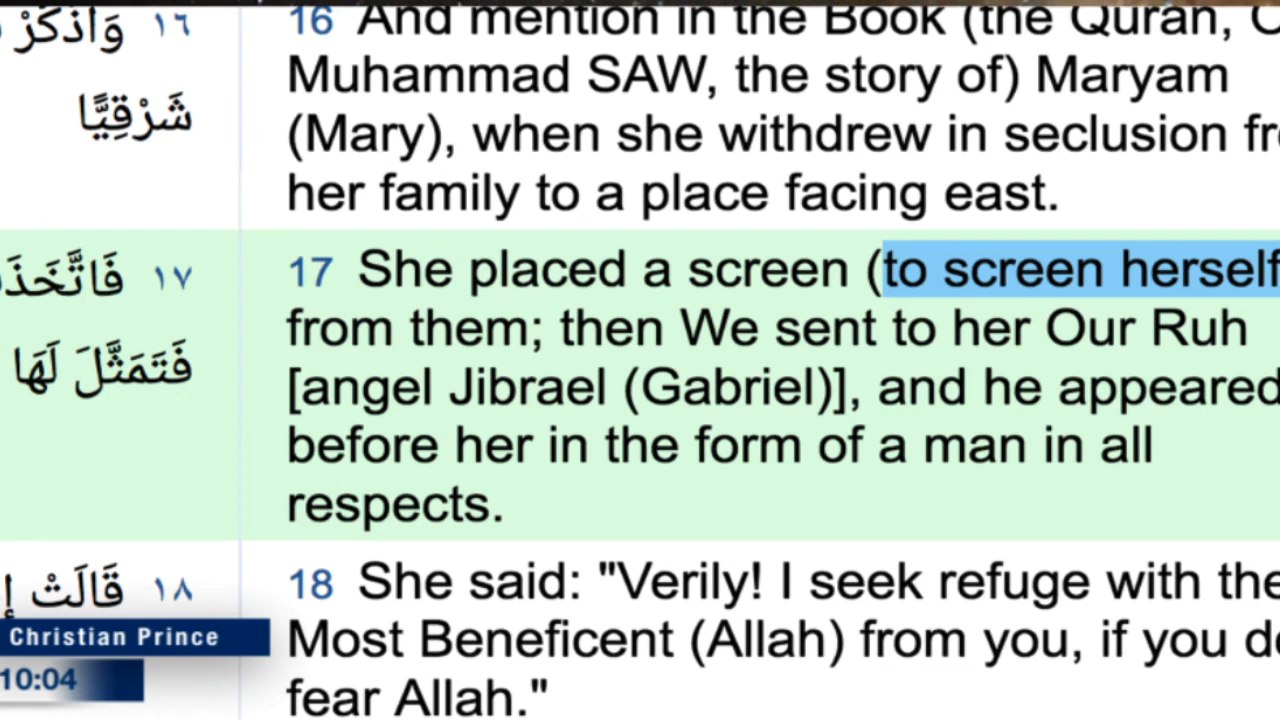 16 And mention in the Book (the Quran, O
Muhammad SAW, the story of) Maryam
(Mary), when she withdrew in seclusion
her family to a place facing east.
١٦ وَاذْكُرْ
شَرْقِيًّا
17 She placed a screen (to screen herself
from them; then We sent to her Our Ruh
[angel Jibrael (Gabriel)], and he appeared
before her in the form of a man in all
respects.
١٧ فَاتَّخَذَ
فَتَمَثَّلَ لَهَا
18 She said: "Verily! I seek refuge with the
Most Beneficent (Allah) from you, if you
fear Allah."
١٨ قَالَتْ
Christian Prince
10:04